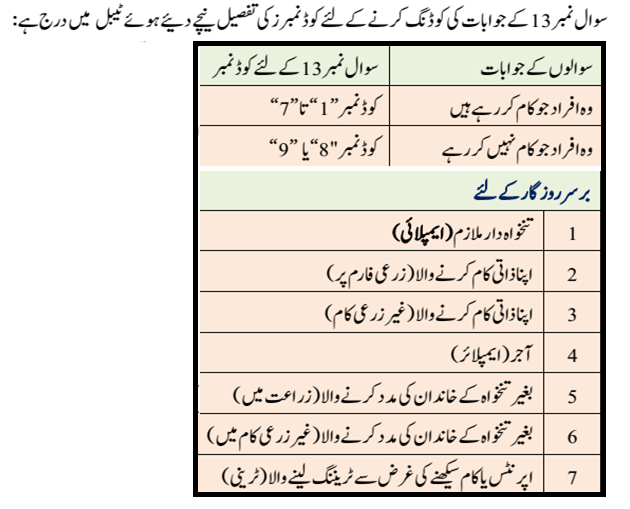 سوال نمبر 13 کے جوابات کی کوڈنگ کرنے کے لئے کوڈ نمبرز کی تفصیل نیچے دیئے ہوئے ٹیبل میں درج ہے:
سوالوں کے جوابات سوال نمبر 13 کے لئے کوڈ نمبر
وہ افراد جو کام کر رہے ہیں کوڈ نمبر ”1“ تا ”7“
وہ افراد جو کام نہیں کر رہے کوڈ نمبر "8“ یا ”9“
برسر روزگار کے لئے
1 تنخواہ دار ملازم (ایمپلائی)
2 اپنا ذاتی کام کرنے والا (زرعی فارم پر)
3 اپنا ذاتی کام کرنے والا (غیر زرعی کام)
4 آجر (ایمپلائر)
5 بغیر تنخواہ کے خاندان کی مدد کرنے والا (زراعت میں)
6 بغیر تنخواہ کے خاندان کی مدد کرنے والا (غیر زرعی کام میں)
7 اپرنٹس یا کام سیکھنے کی غرض سے ٹریننگ لینے والا (ٹرینی)